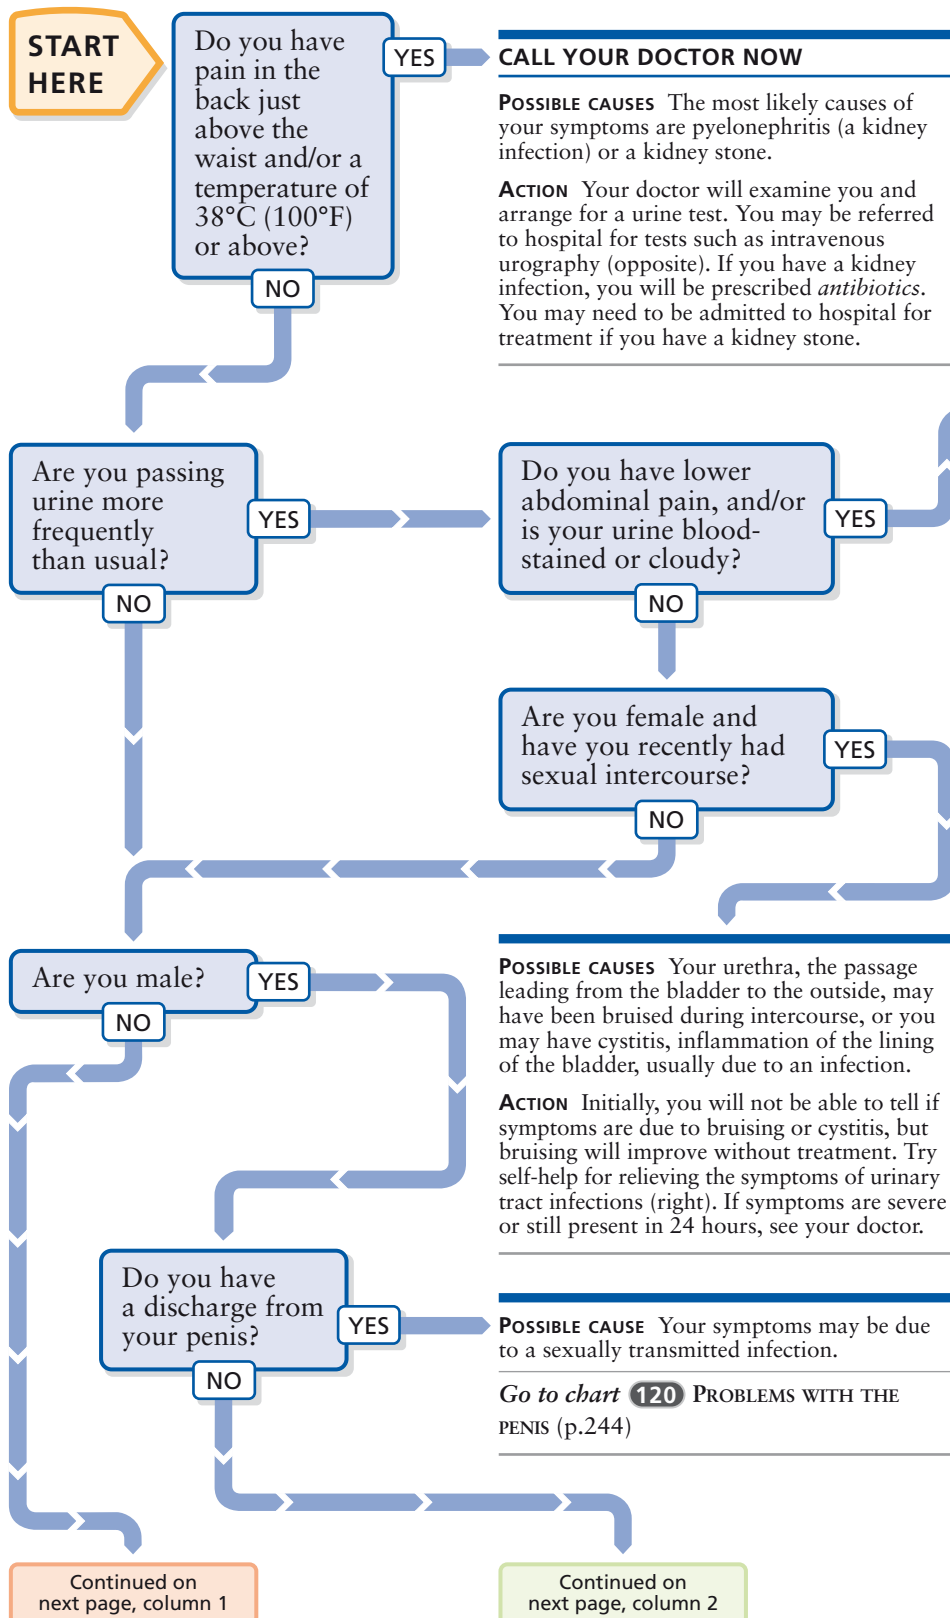 START
HERE
Do you have
pain in the
back just
above the
waist and/or a
temperature of
38°C (100°F)
or above?
YES
NO
CALL YOUR DOCTOR NOW
POSSIBLE CAUSES The most likely causes of
your symptoms are pyelonephritis (a kidney
infection) or a kidney stone.
ACTION Your doctor will examine you and
arrange for a urine test. You may be referred
to hospital for tests such as intravenous
urography (opposite). If you have a kidney
infection, you will be prescribed antibiotics.
You may need to be admitted to hospital for
treatment if you have a kidney stone.
Are you passing
urine more
frequently
than usual?
YES
NO
Do you have lower
abdominal pain, and/or
is your urine blood-
stained or cloudy?
YES
NO
Are you female and
have you recently had
sexual intercourse?
YES
NO
POSSIBLE CAUSES Your urethra, the passage
leading from the bladder to the outside, may
have been bruised during intercourse, or you
may have cystitis, inflammation of the lining
of the bladder, usually due to an infection.
ACTION Initially, you will not be able to tell if
symptoms are due to bruising or cystitis, but
bruising will improve without treatment. Try
self-help for relieving the symptoms of urinary
tract infections (right). If symptoms are severe
or still present in 24 hours, see your doctor.
Are you male?
YES
NO
Do you have
a discharge from
your penis?
YES
NO
POSSIBLE CAUSE Your symptoms may be due
to a sexually transmitted infection.
Go to chart 120 PROBLEMS WITH THE
PENIS (p.244)
Continued on
next page, column 1
Continued on
next page, column 2